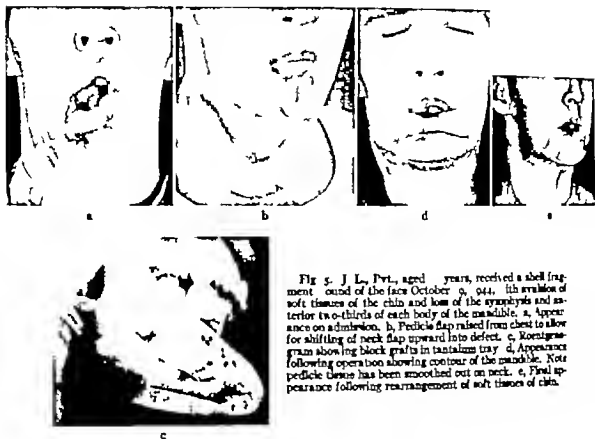 a
b
d
e
c
Fig 5. J L., Pvt., aged years, received a shell frag-
ment ound of the face October 9, 944, ith avulsion of
soft tissues of the chin and loss of the symphysis and an-
terior two-thirds of each body of the mandible. a, Appear
ance on admission. b, Pedicle flap raised from chest to allow
for shifting of neck flap upward into defect. c, Roentgen-
gram showing block grafts in tantalum tray d, Appearance
following operation showing contour of the mandible. Note
pedicle tissue has been smoothed out on neck. e, Final ap-
pearance following rearrangement of soft tissues of chin.